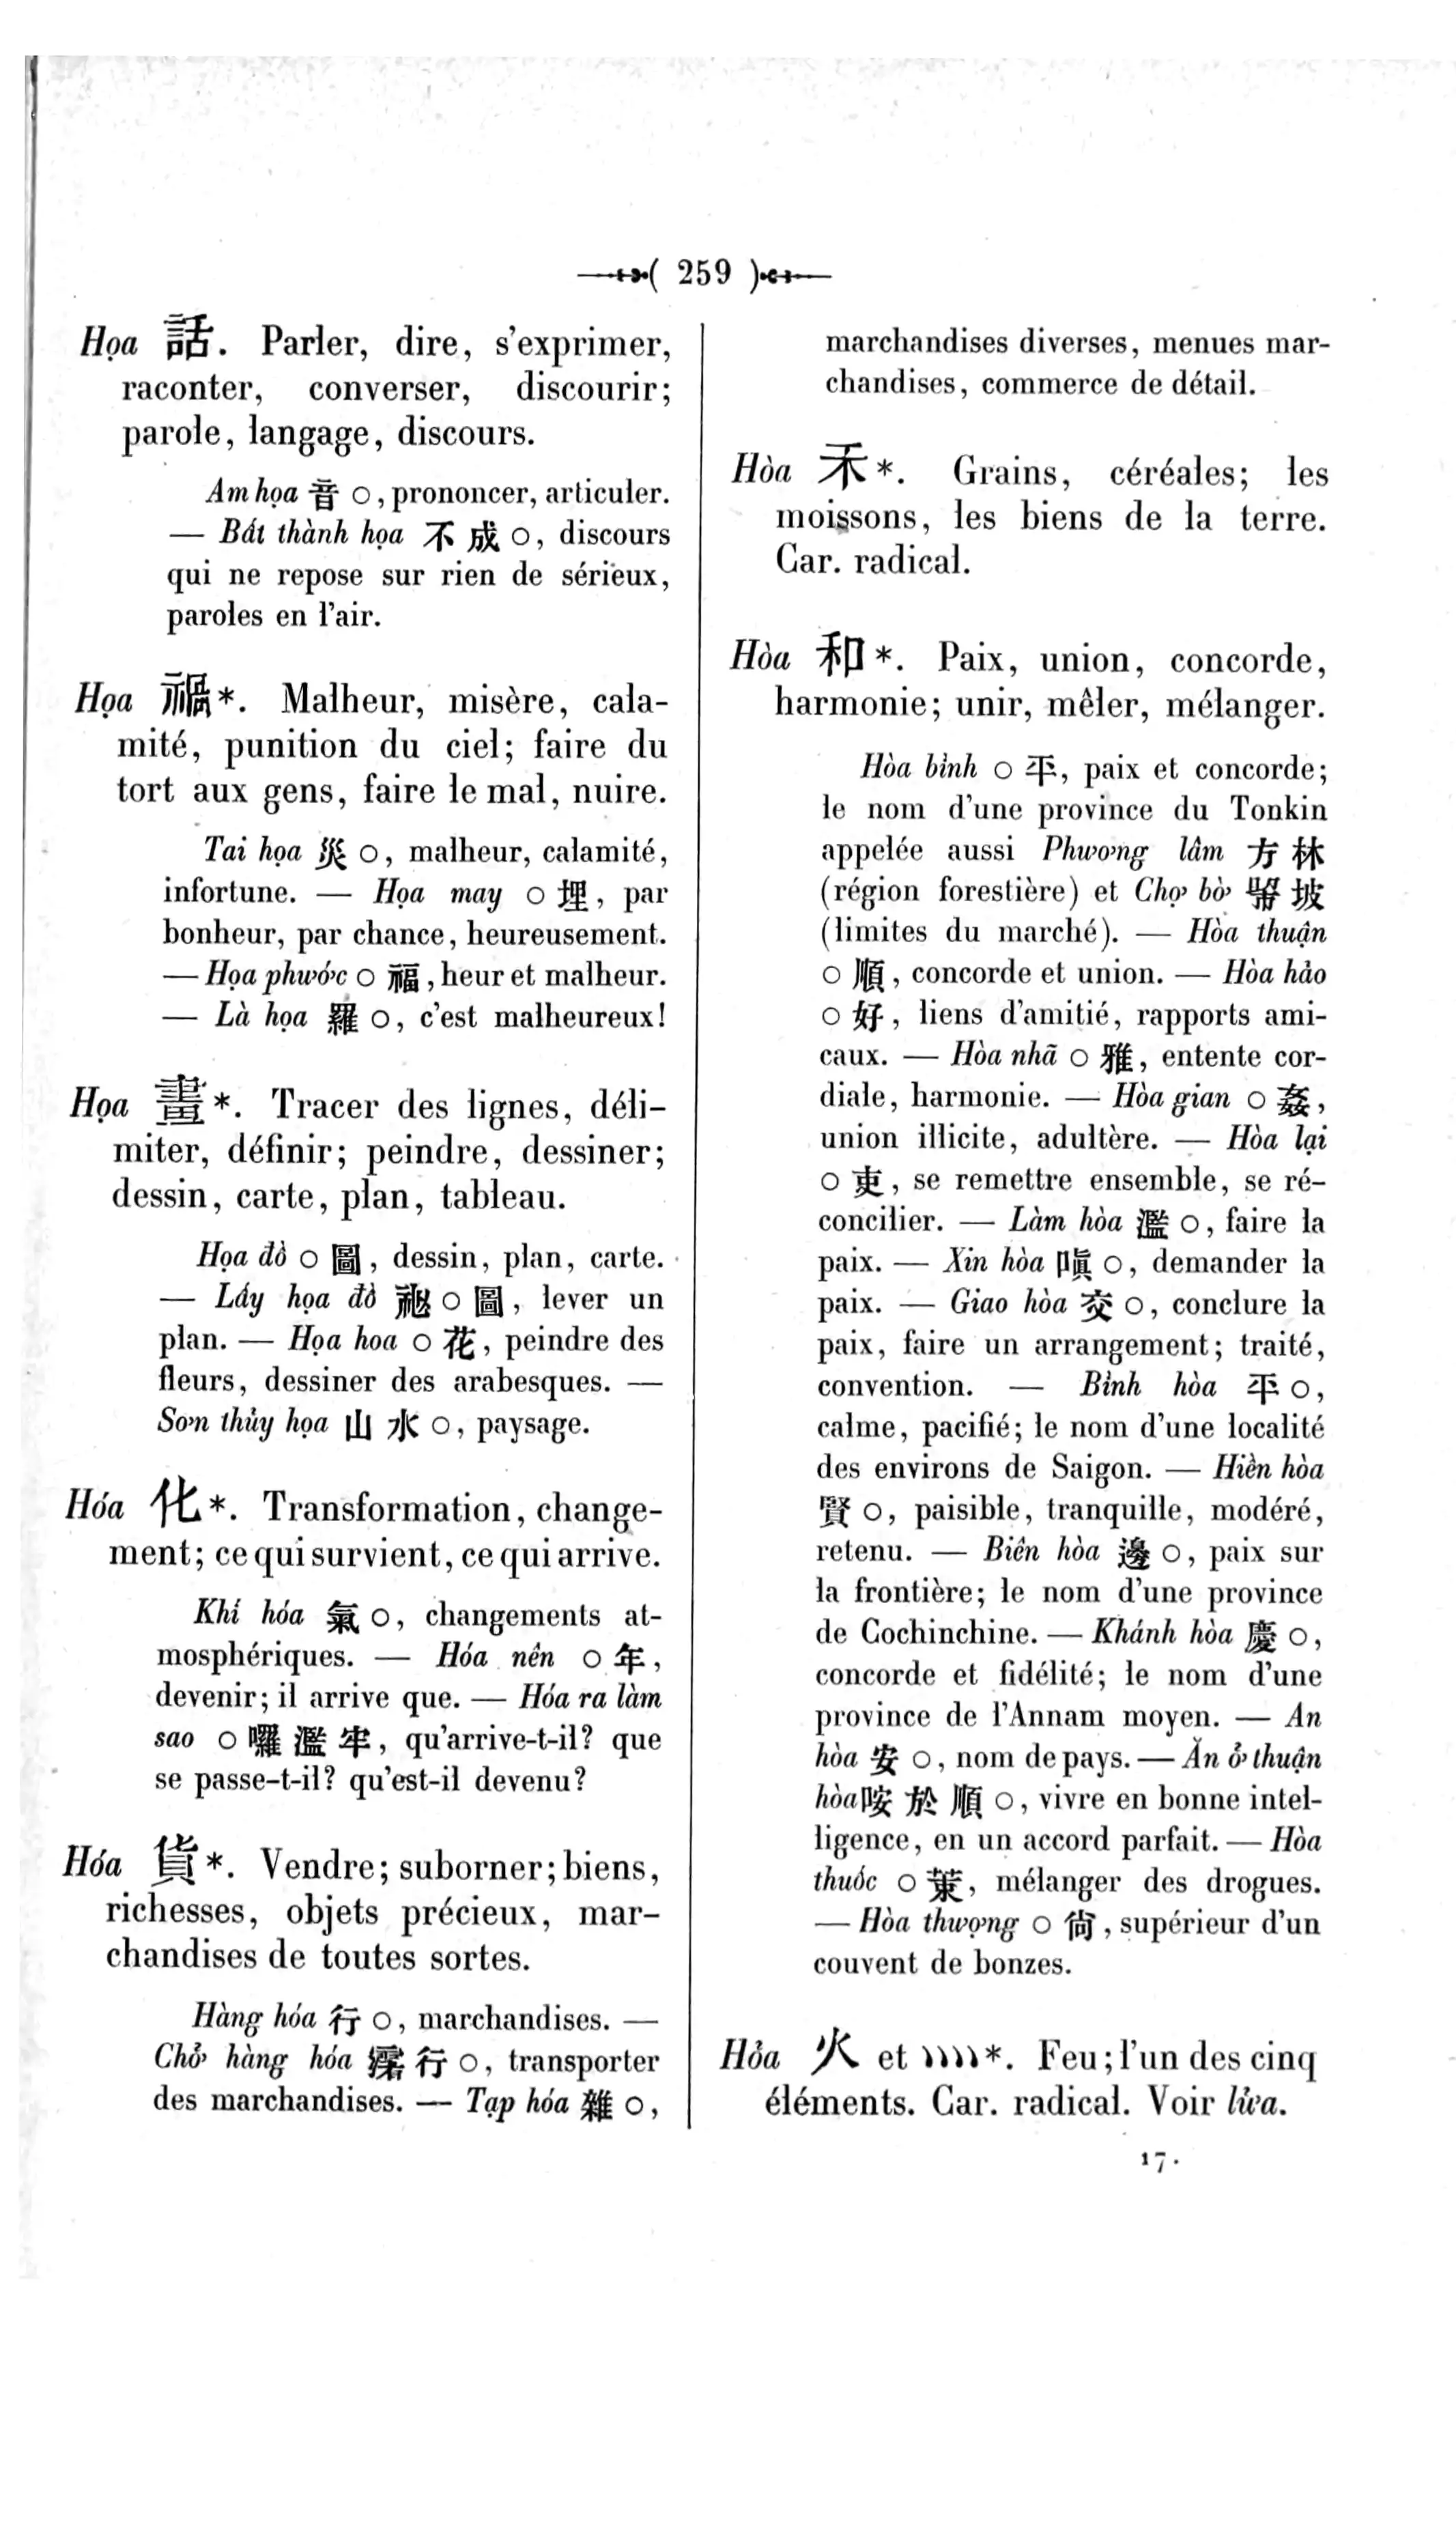 ( 259 )
Họa 話. Parler, dire, s'exprimer,
raconter, converser, discourir;
parole, langage, discours.
Am họa 音 ○, prononcer, articuler.
— Bất thành họa 不 成 ○, discours
qui ne repose sur rien de sérieux,
paroles en l'air.
Họa 禍*. Malheur, misère, cala-
mité, punition du ciel; faire du
tort aux gens, faire le mal, nuire.
Tai họa 災 ○, malheur, calamité,
infortune. — Họa may ○ 埋, par
bonheur, par chance, heureusement.
— Họa phước ○ 福, heur et malheur.
— Là họa 羅 ○, c'est malheureux!
Họa 畫*. Tracer des lignes, déli-
miter, définir; peindre, dessiner;
dessin, carte, plan, tableau.
Họa đồ ○ 圖, dessin, plan, carte.
— Lấy họa đồ ○ 圖, lever un
plan. — Họa hoa ○ 花, peindre des
fleurs, dessiner des arabesques. —
Sơn thủy họa 山 水 ○, paysage.
Hóa 化*. Transformation, change-
ment; ce qui survient, ce qui arrive.
Khí hóa 氣 ○, changements at-
mosphériques. — Hóa nên ○ 年,
devenir; il arrive que. — Hóa ra làm
sao ○ 囉 濫 牢, qu'arrive-t-il? que
se passe-t-il? qu'est-il devenu?
Hóa 貨*. Vendre; suborner; biens,
richesses, objets précieux, mar-
chandises de toutes sortes.
Hàng hóa 行 ○, marchandises. —
Chở hàng hóa 行 ○, transporter
des marchandises. — Tạp hóa 雜 ○,
marchandises diverses, menues mar-
chandises, commerce de détail.
Hòa 禾*. Grains, céréales; les
moissons, les biens de la terre.
Car. radical.
Hòa 和*. Paix, union, concorde,
harmonie; unir, mêler, mélanger.
Hòa bình ○ 平, paix et concorde;
le nom d'une province du Tonkin
appelée aussi Phương lâm 方 林
(région forestière) et Chợ bờ 坡
(limites du marché). — Hòa thuận
○ 順, concorde et union. — Hòa hảo
○ 好, liens d'amitié, rapports ami-
caux. — Hòa nhã ○ 雅, entente cor-
diale, harmonie. — Hòa gian ○ 姦,
union illicite, adultère. — Hòa lại
○ 吏, se remettre ensemble, se ré-
concilier. — Làm hòa 濫 ○, faire la
paix. — Xin hòa 嗔 ○, demander la
paix. — Giao hòa 交 ○, conclure la
paix, faire un arrangement; traité,
convention. — Bình hòa 平 ○,
calme, pacifié; le nom d'une localité
des environs de Saigon. — Hiền hòa
賢 ○, paisible, tranquille, modéré,
retenu. — Biên hòa 邊 ○, paix sur
la frontière; le nom d'une province
de Cochinchine. — Khánh hòa 慶 ○,
concorde et fidélité; le nom d'une
province de l'Annam moyen. — An
hòa 安 ○, nom de pays. — Ăn ở thuận
hòa 咹 於 順 ○, vivre en bonne intel-
ligence, en un accord parfait. — Hòa
thuốc ○ 葉, mélanger des drogues.
— Hòa thượng ○ 尙, supérieur d'un
couvent de bonzes.
Hỏa 火 et 灬*. Feu; l'un des cinq
éléments. Car. radical. Voir lửa.
17.